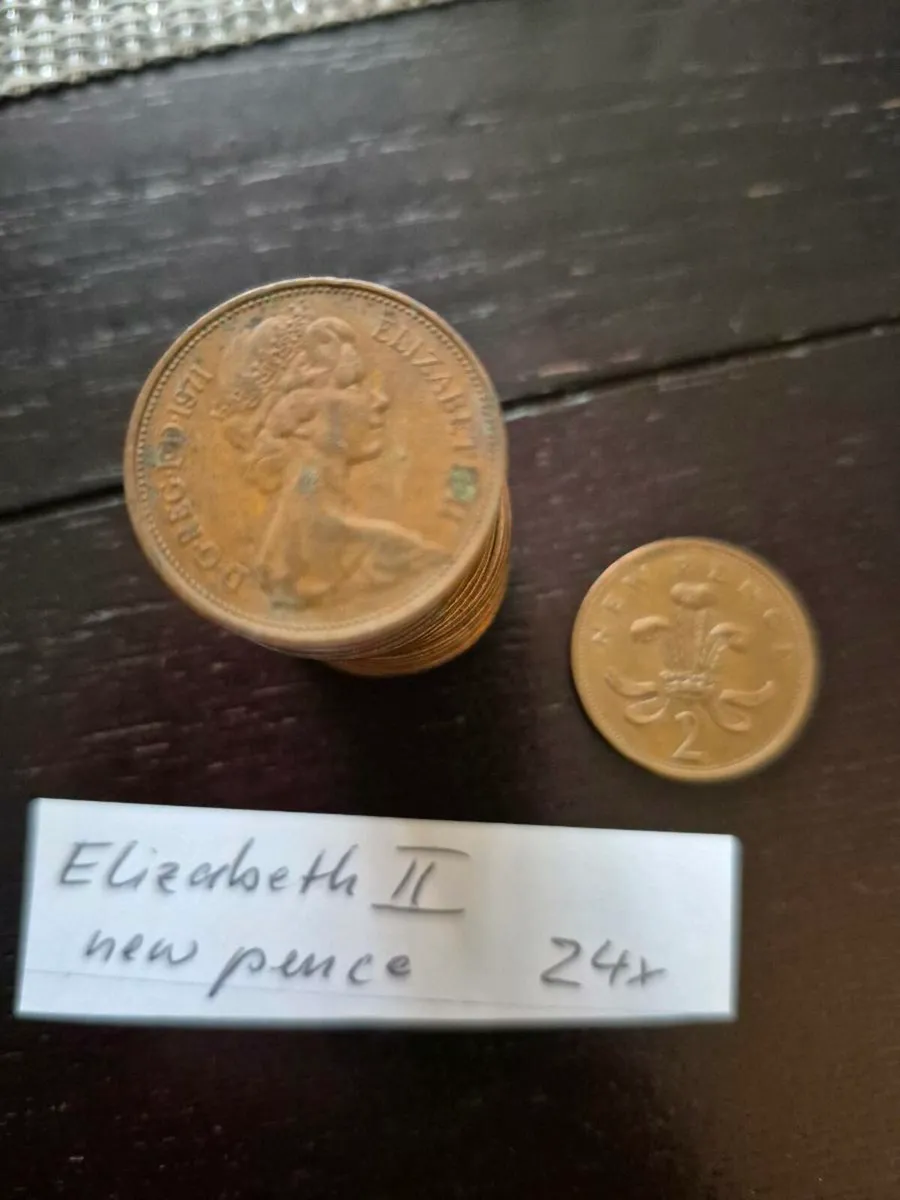 D·G·REG·F·D·1971 ELIZABETH II
NEW PENCE
2
Elizabeth II
new pence 24x